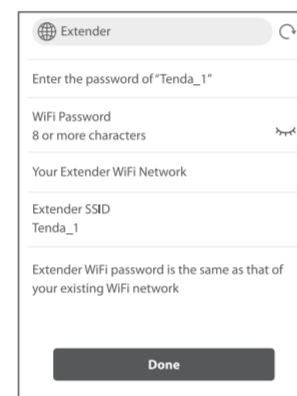 Extender
Enter the password of “Tenda_1”
WiFi Password
8 or more characters
Your Extender WiFi Network
Extender SSID
Tenda_1
Extender WiFi password is the same as that of
your existing WiFi network
Done